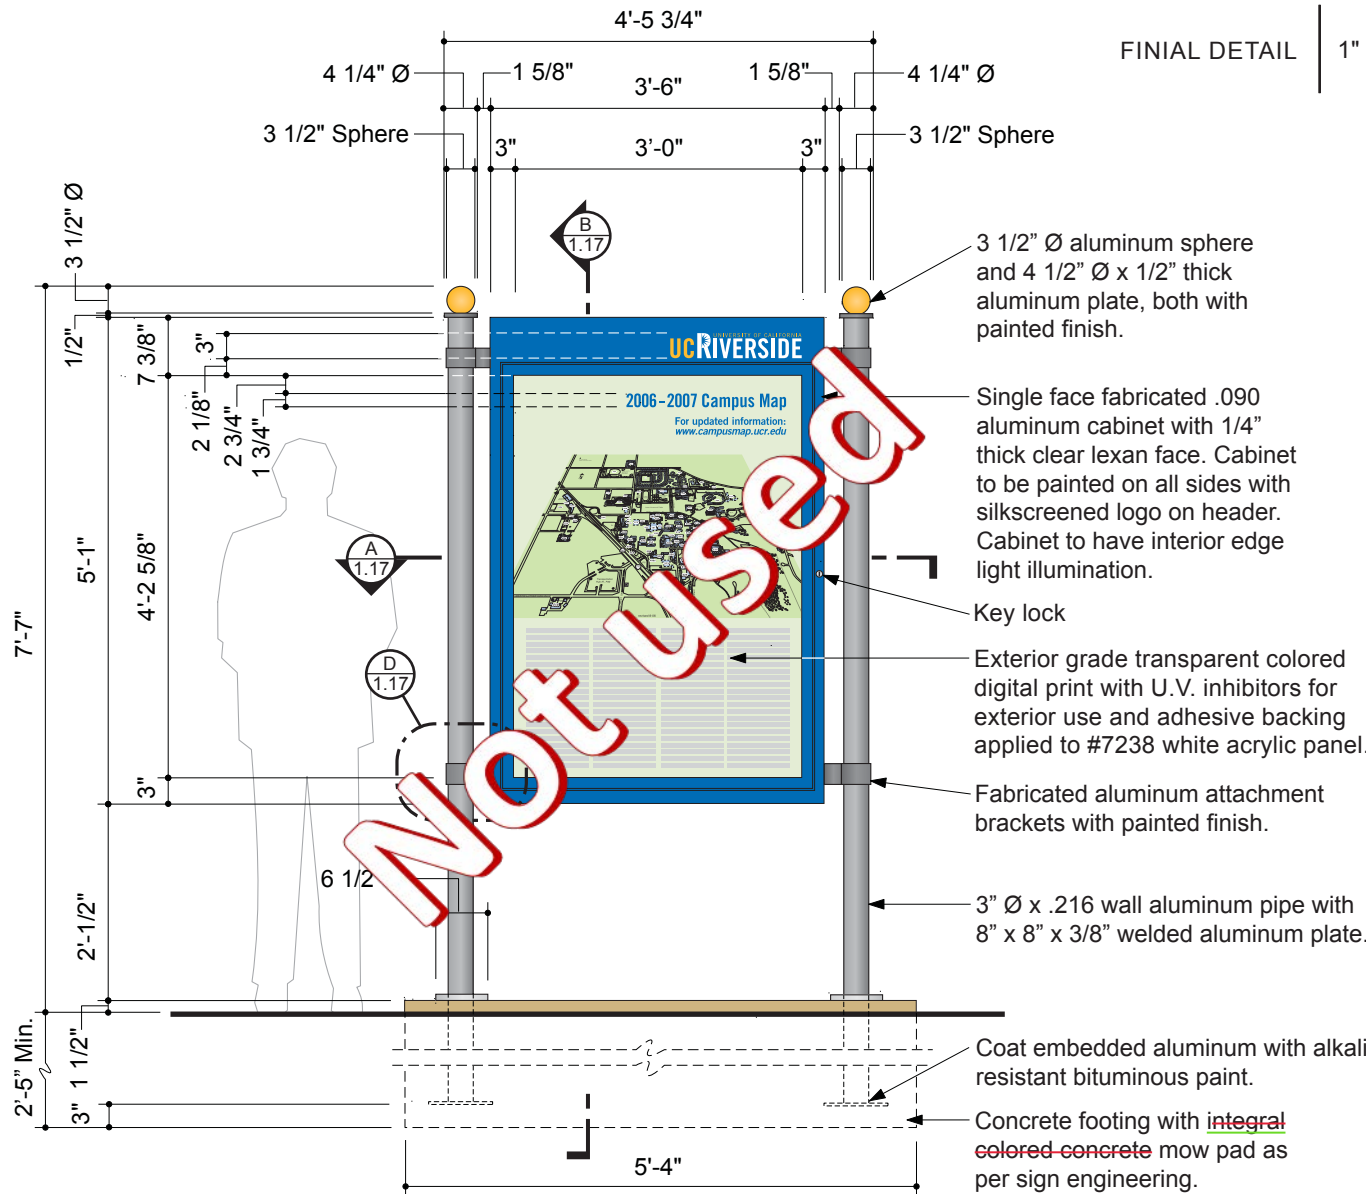 4'-5 3/4"
FINIAL DETAIL 1"
4 1/4" Ø
1 5/8"
3'-6"
1 5/8"
4 1/4" Ø
3 1/2" Sphere
3"
3'-0"
3"
3 1/2" Sphere
3 1/2" Ø
B
1.17
3 1/2” Ø aluminum sphere
and 4 1/2” Ø x 1/2” thick
aluminum plate, both with
painted finish.
1/2"
7 3/8"
3"
2 1/8"
2 3/4"
1 3/4"
UNIVERSITY OF CALIFORNIA
UCRIVERSIDE
2006–2007 Campus Map
For updated information:
www.campusmap.ucr.edu
Single face fabricated .090
aluminum cabinet with 1/4”
thick clear lexan face. Cabinet
to be painted on all sides with
silkscreened logo on header.
Cabinet to have interior edge
light illumination.
A
1.17
5'-1"
4'-2 5/8"
7'-7"
Key lock
D
1.17
Exterior grade transparent colored
digital print with U.V. inhibitors for
exterior use and adhesive backing
applied to #7238 white acrylic panel.
Not used
3"
Fabricated aluminum attachment
brackets with painted finish.
6 1/2
2'-1/2"
3” Ø x .216 wall aluminum pipe with
8” x 8” x 3/8” welded aluminum plate.
2'-5” Min.
1 1/2"
3"
Coat embedded aluminum with alkali
resistant bituminous paint.
Concrete footing with integral
colored concrete mow pad as
per sign engineering.
5'-4"